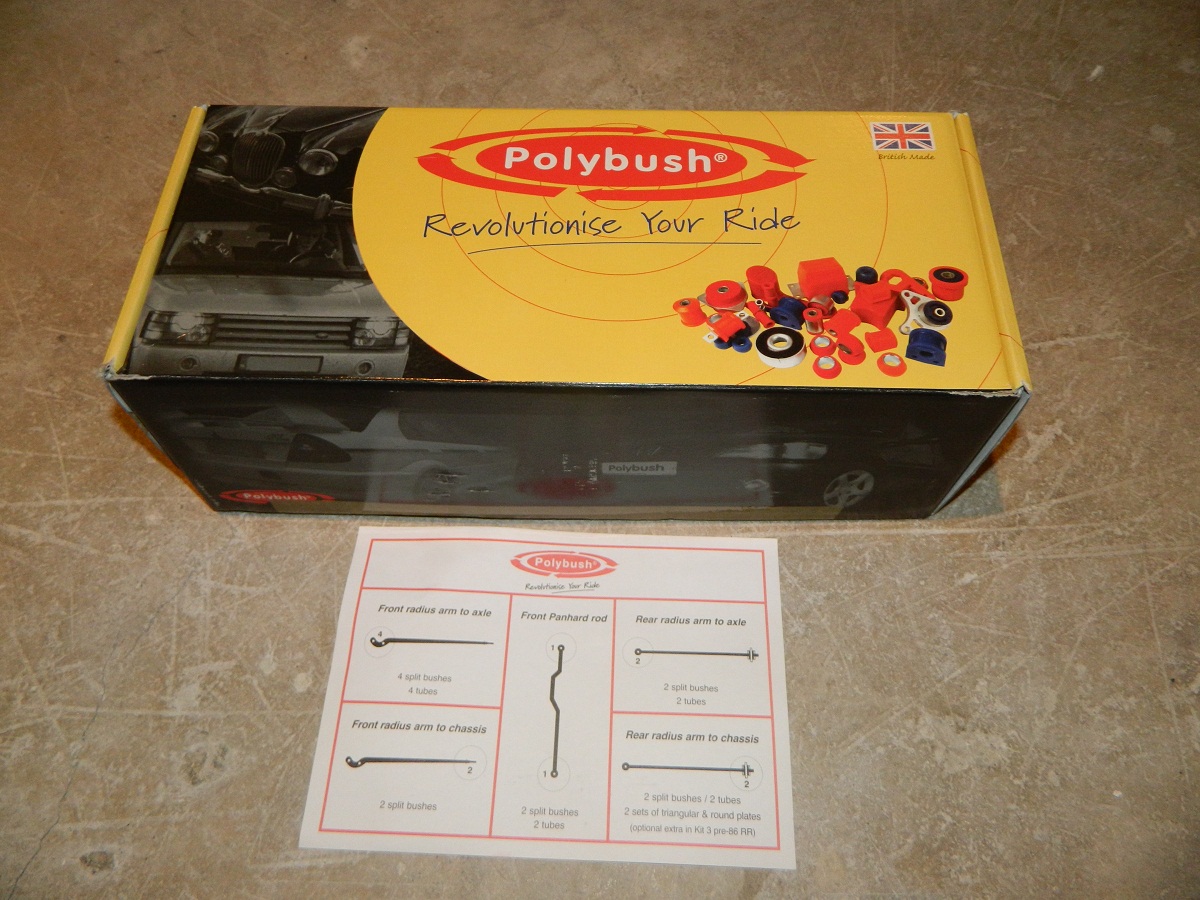 Polybush®
British Made
Revolutionise Your Ride
Polybush
Polybush
Polybush®
Revolutionise Your Ride
Front radius arm to axle
4
4 split bushes
4 tubes
Front radius arm to chassis
2
2 split bushes
Front Panhard rod
1
1
2 split bushes
2 tubes
Rear radius arm to axle
2
2 split bushes
2 tubes
Rear radius arm to chassis
2
2 split bushes / 2 tubes
2 sets of triangular & round plates
(optional extra in Kit 3 pre-86 RR)